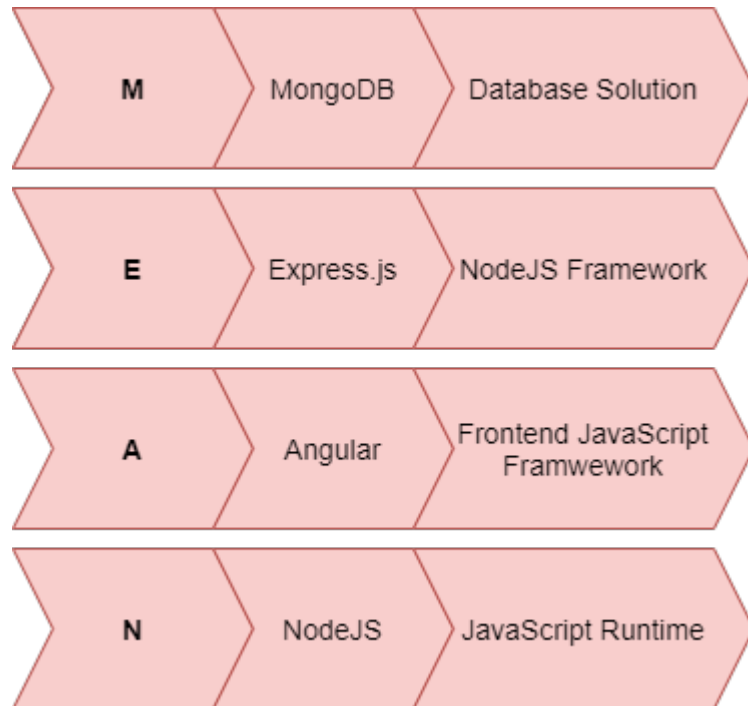 M MongoDB Database Solution
E Express.js NodeJS Framework
A Angular Frontend JavaScript
Framwework
N NodeJS JavaScript Runtime